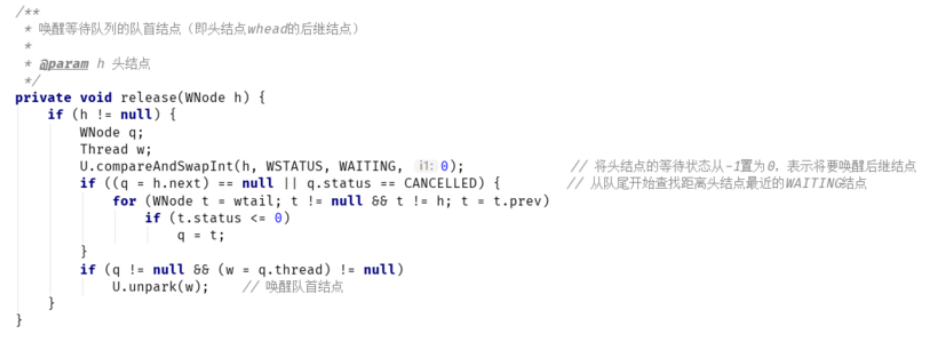 /**
 * 唤醒等待队列的队首结点（即头结点whead的后继结点）
 *
 * @param h 头结点
 */
private void release(WNode h) {
    if (h != null) {
        WNode q;
        Thread w;
        U.compareAndSwapInt(h, WSTATUS, WAITING, i1: 0);             // 将头结点的等待状态从-1置为0，表示将要唤醒后继结点
        if ((q = h.next) == null || q.status == CANCELLED) {        // 从队尾开始查找距离头结点最近的WAITING结点
            for (WNode t = wtail; t != null && t != h; t = t.prev)
                if (t.status <= 0)
                    q = t;
        }
        if (q != null && (w = q.thread) != null)
            U.unpark(w);    // 唤醒队首结点
    }
}